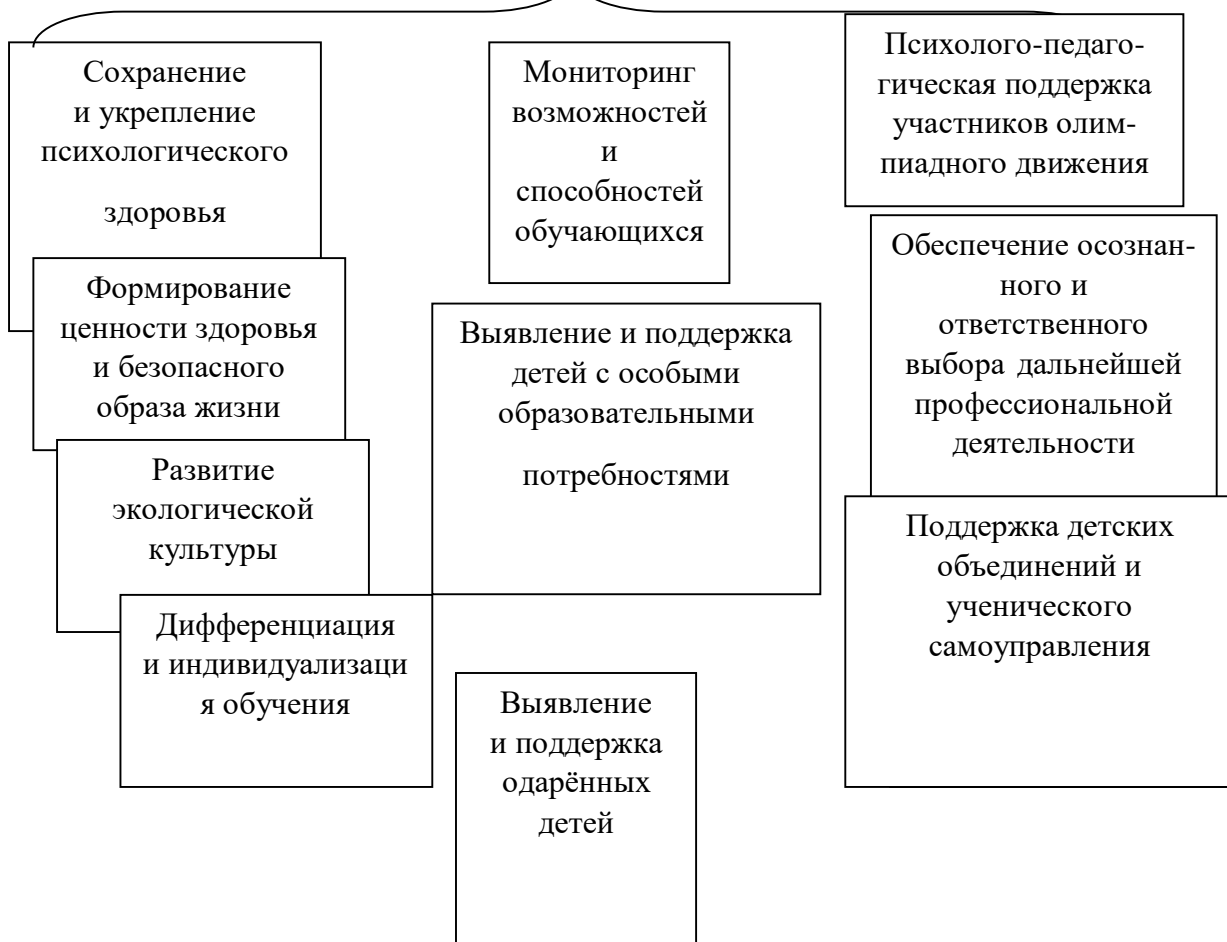 Сохранение
и укрепление
психологического
здоровья
Формирование
ценности здоровья
и безопасного
образа жизни
Развитие
экологической
культуры
Дифференциация
и индивидуализаци
я обучения
Мониторинг
возможностей
и
способностей
обучающихся
Выявление и поддержка
детей с особыми
образовательными
потребностями
Выявление
и поддержка
одарённых
детей
Психолого-педаго-
гическая поддержка
участников олим-
пиадного движения
Обеспечение осознан-
ного и
ответственного
выбора дальнейшей
профессиональной
деятельности
Поддержка детских
объединений и
ученического
самоуправления